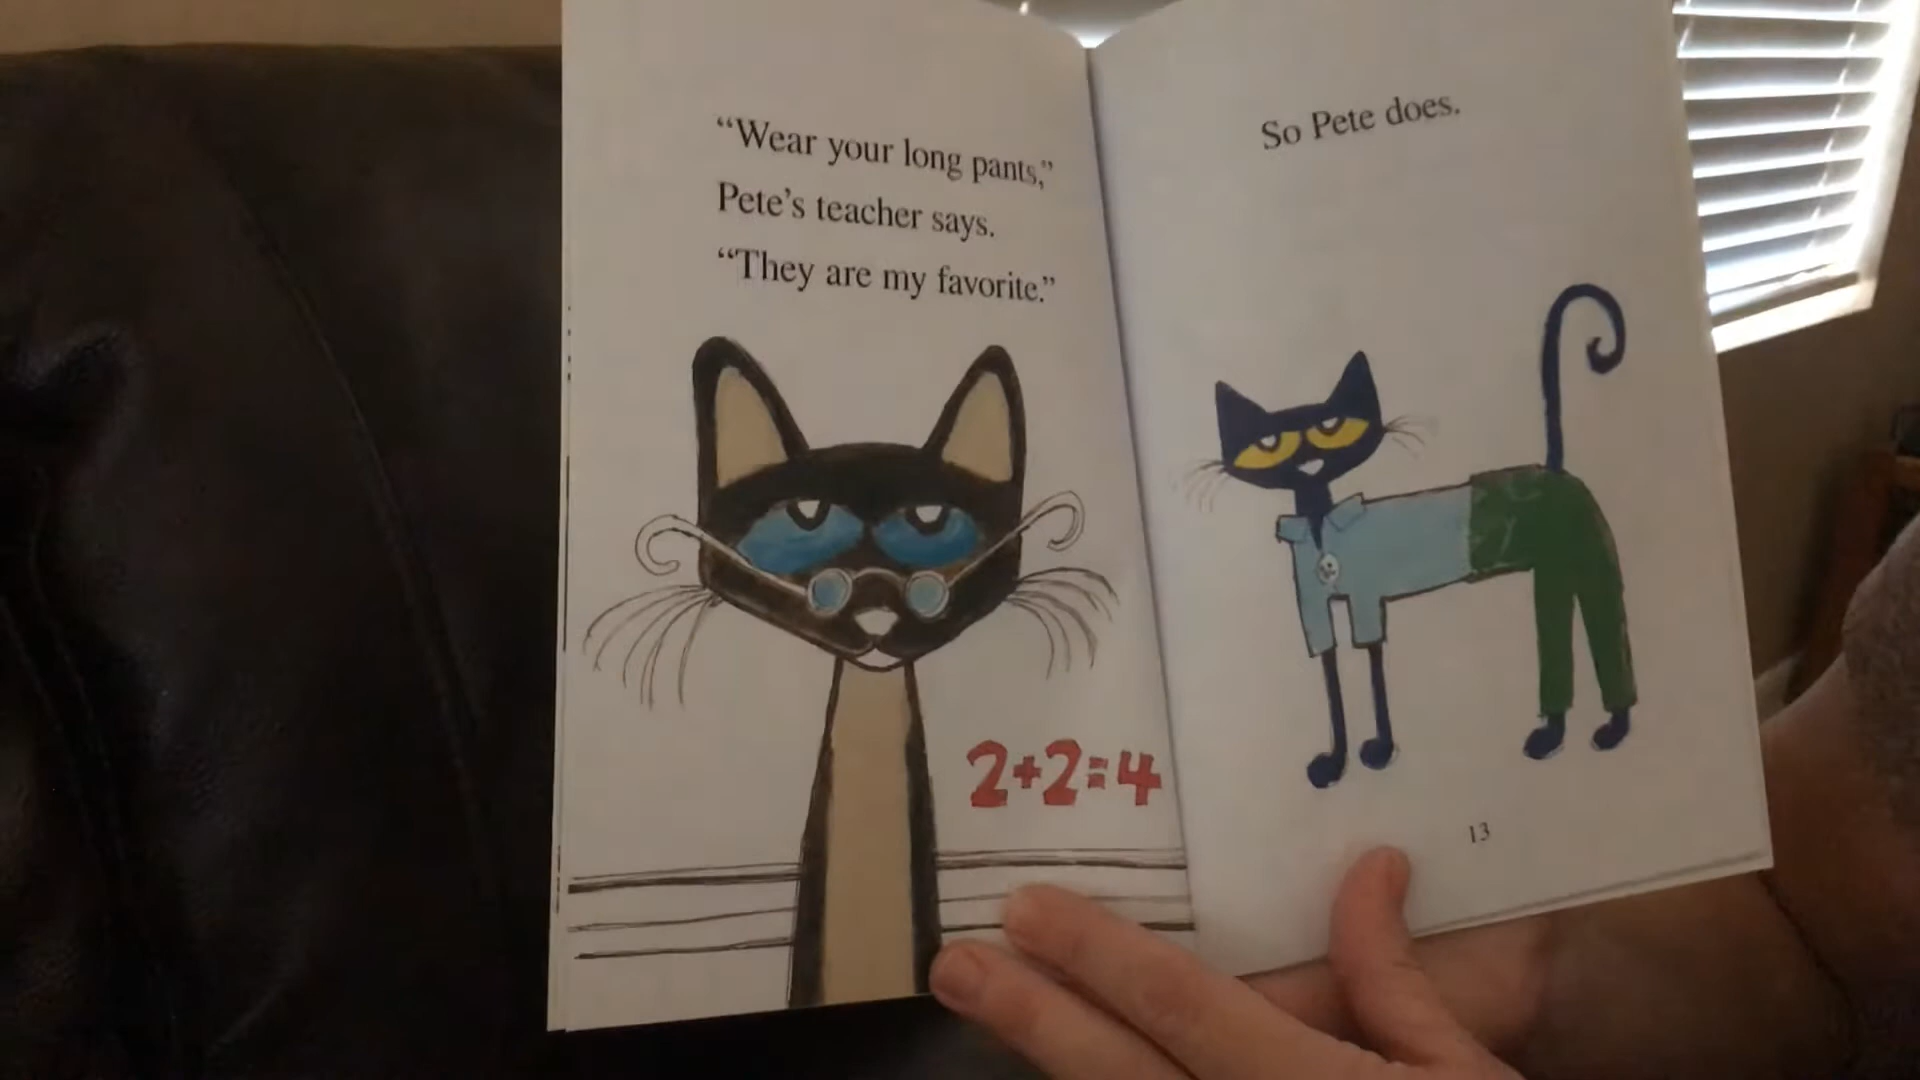 “Wear your long pants,”
Pete’s teacher says.
“They are my favorite.”
2+2=4
So Pete does.
13